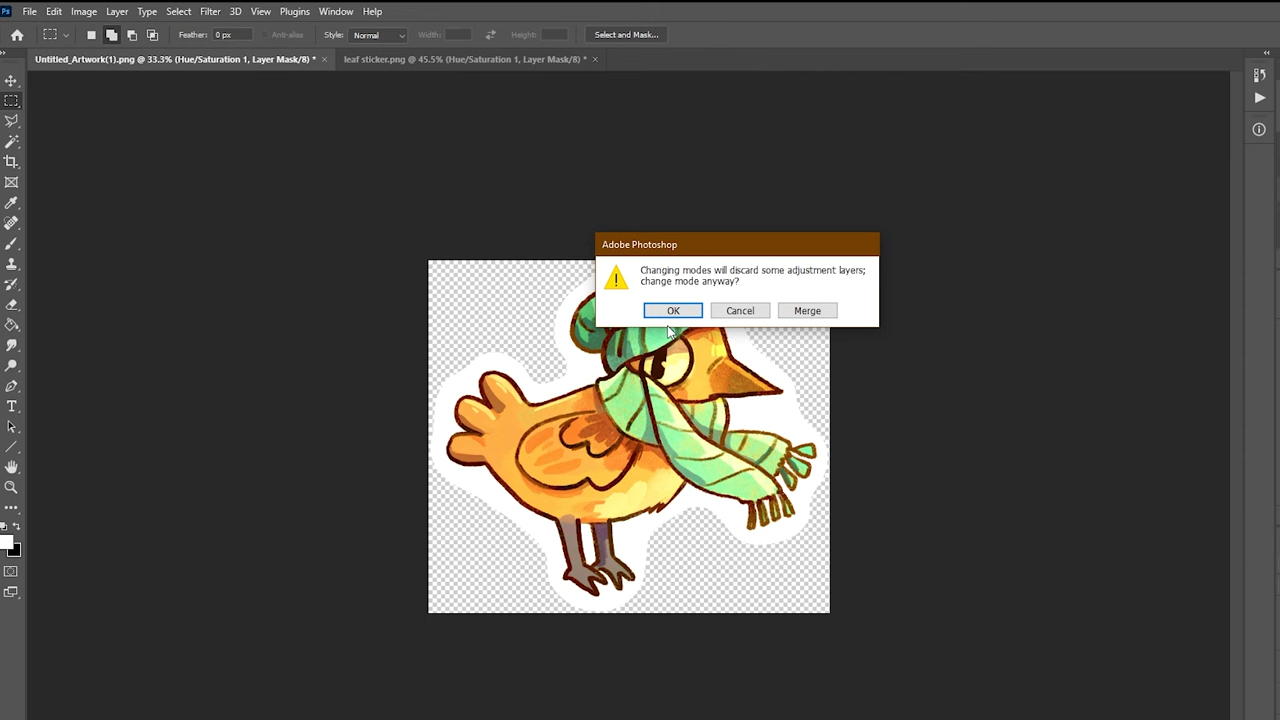 Ps File Edit Image Layer Type Select Filter 3D View Plugins Window Help
Feather: 0 px Anti-alias Style: Normal Width: Height: Select and Mask...
Untitled_Artwork(1).png @ 33.3% (Hue/Saturation 1, Layer Mask/8) * × leaf sticker.png @ 45.5% (Hue/Saturation 1, Layer Mask/8) * ×
Adobe Photoshop
Changing modes will discard some adjustment layers;
change mode anyway?
OK Cancel Merge